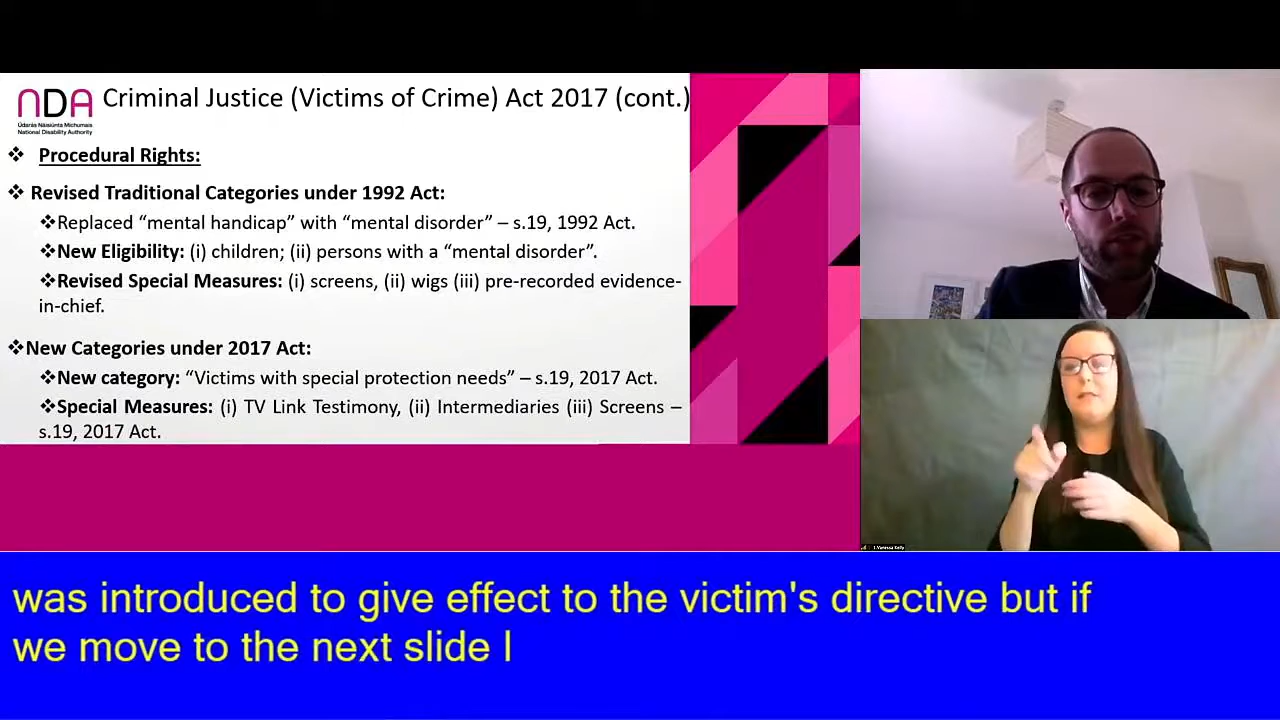 NDA
Údarás Náisiúnta Míchumais
National Disability Authority
Criminal Justice (Victims of Crime) Act 2017 (cont.)
❖ Procedural Rights:
❖ Revised Traditional Categories under 1992 Act:
❖Replaced “mental handicap” with “mental disorder” – s.19, 1992 Act.
❖New Eligibility: (i) children; (ii) persons with a “mental disorder”.
❖Revised Special Measures: (i) screens, (ii) wigs (iii) pre-recorded evidence-
in-chief.
❖New Categories under 2017 Act:
❖New category: “Victims with special protection needs” – s.19, 2017 Act.
❖Special Measures: (i) TV Link Testimony, (ii) Intermediaries (iii) Screens –
s.19, 2017 Act.
Vanessa Kelly
was introduced to give effect to the victim's directive but if
we move to the next slide I